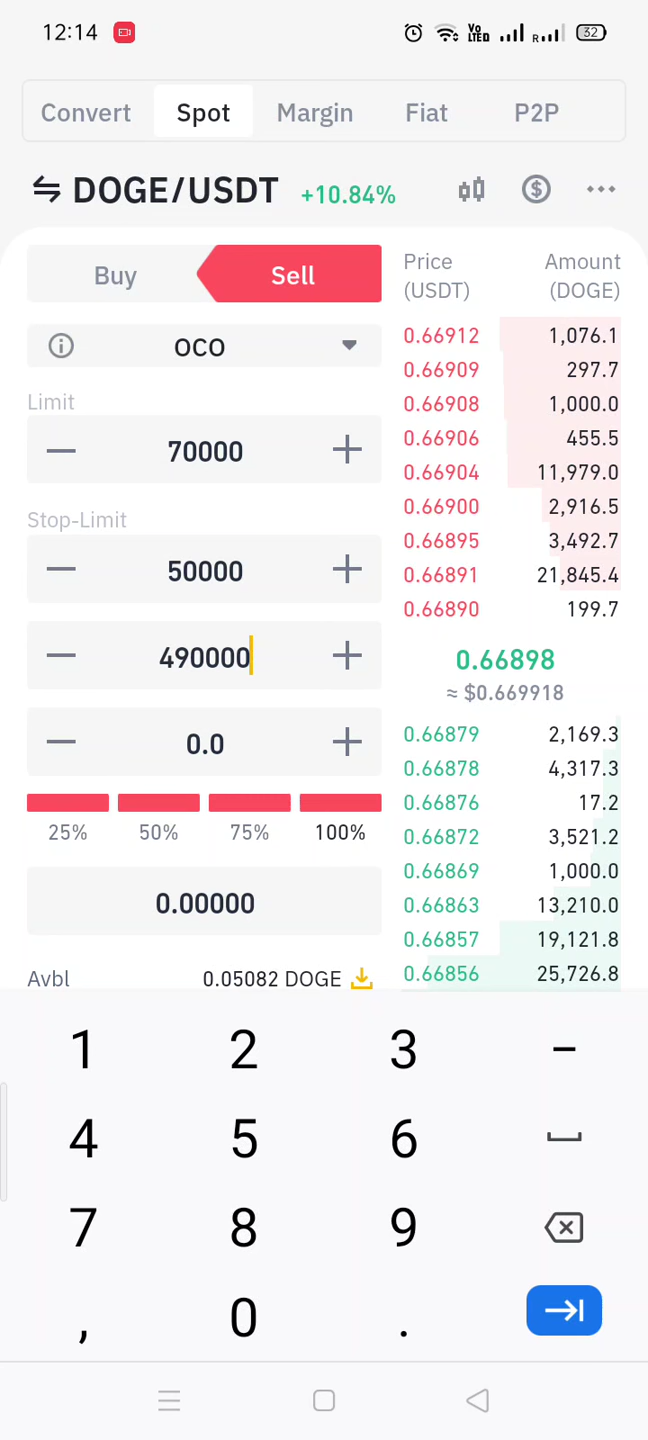 12:14 Vo LTED R 32
Convert Spot Margin Fiat P2P
DOGE/USDT +10.84%
Buy Sell
OCO
Limit
70000
Stop-Limit
50000
490000
0.0
25% 50% 75% 100%
0.00000
Avbl 0.05082 DOGE
Price Amount
(USDT) (DOGE)
0.66912 1,076.1
0.66909 297.7
0.66908 1,000.0
0.66906 455.5
0.66904 11,979.0
0.66900 2,916.5
0.66895 3,492.7
0.66891 21,845.4
0.66890 199.7
0.66898
≈ $0.669918
0.66879 2,169.3
0.66878 4,317.3
0.66876 17.2
0.66872 3,521.2
0.66869 1,000.0
0.66863 13,210.0
0.66857 19,121.8
0.66856 25,726.8
1 2 3 –
4 5 6
7 8 9
, 0 .